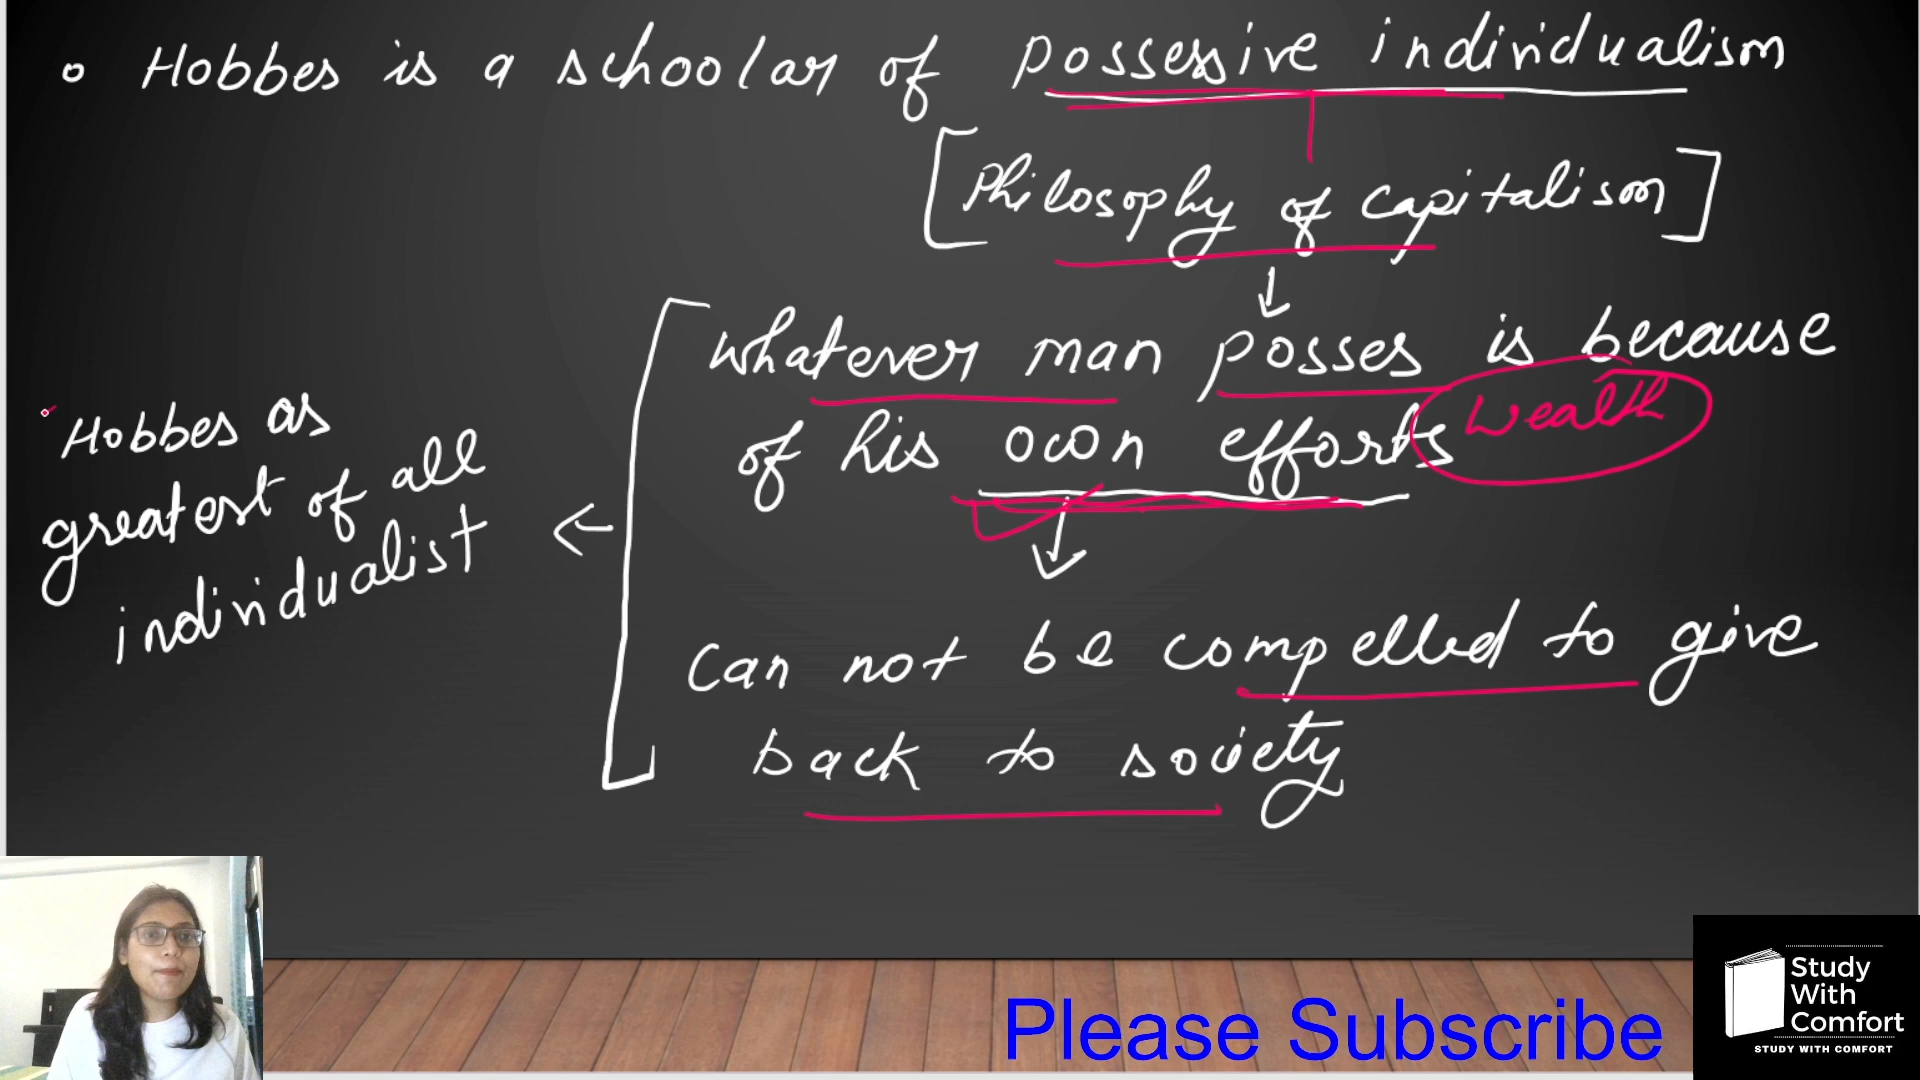 Hobbes is a schoolar of possessive individualism
[Philosophy of capitalism]
whatever man posses is because
of his own efforts
Wealth
can not be compelled to give
back to society
Hobbes as
greatest of all
individualist
Please Subscribe
Study
With
Comfort
STUDY WITH COMFORT